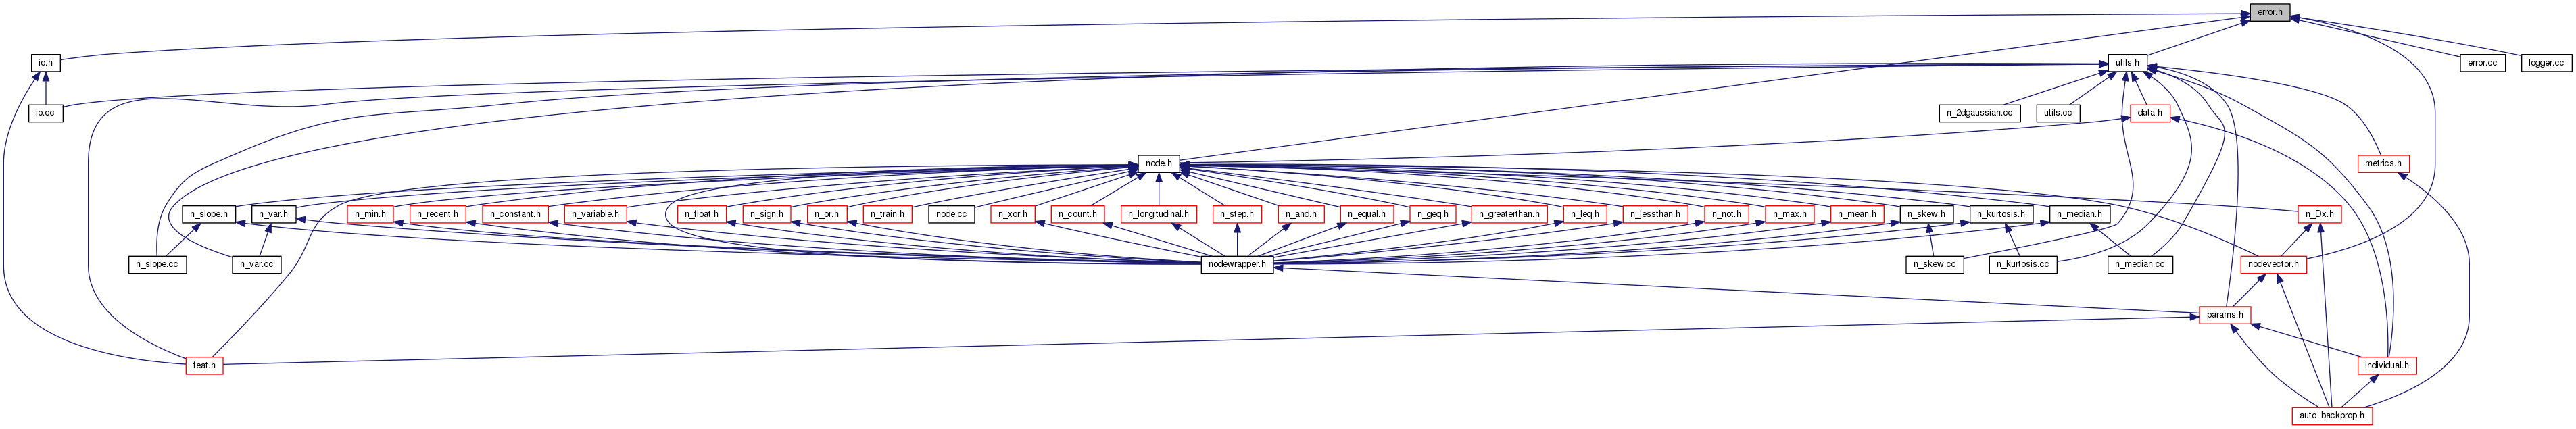 error.h
io.h
utils.h
error.cc
logger.cc
io.cc
n_2dgaussian.cc
utils.cc
data.h
node.h
metrics.h
n_slope.h
n_var.h
n_min.h
n_recent.h
n_constant.h
n_variable.h
n_float.h
n_sign.h
n_or.h
n_train.h
node.cc
n_xor.h
n_count.h
n_longitudinal.h
n_step.h
n_and.h
n_equal.h
n_geq.h
n_greaterthan.h
n_leq.h
n_lessthan.h
n_not.h
n_max.h
n_mean.h
n_skew.h
n_kurtosis.h
n_median.h
n_Dx.h
n_slope.cc
n_var.cc
nodewrapper.h
n_skew.cc
n_kurtosis.cc
n_median.cc
nodevector.h
params.h
feat.h
individual.h
auto_backprop.h